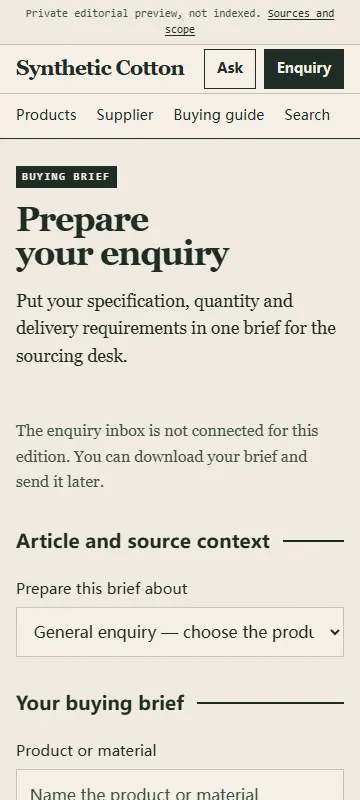 Private editorial preview, not indexed. Sources and
scope
Synthetic Cotton
Ask
Enquiry
Products Supplier Buying guide Search
BUYING BRIEF
Prepare
your enquiry
Put your specification, quantity and
delivery requirements in one brief for the
sourcing desk.
The enquiry inbox is not connected for this
edition. You can download your brief and
send it later.
Article and source context
Prepare this brief about
General enquiry — choose the produ
Your buying brief
Product or material
Name the product or material